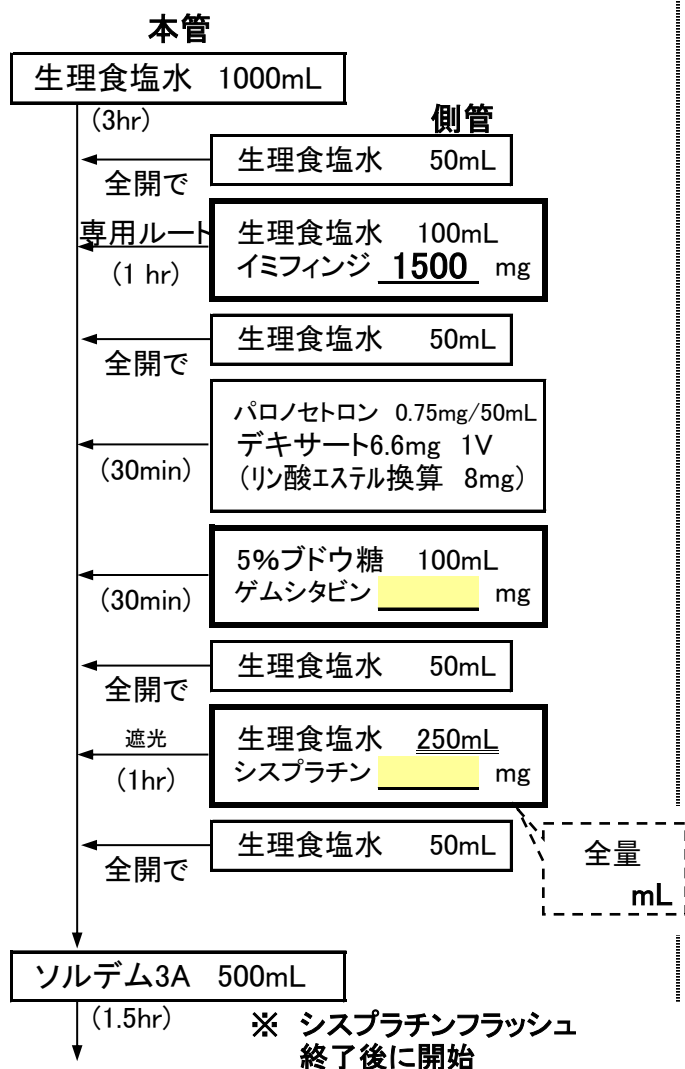 本管
生理食塩水 1000mL
(3hr)
側管
生理食塩水 50mL
全開で
専用ルート
生理食塩水 100mL
イミフィンジ 1500 mg
(1 hr)
生理食塩水 50mL
全開で
パロノセトロン 0.75mg/50mL
デキサート6.6mg 1V
(リン酸エステル換算 8mg)
(30min)
5%ブドウ糖 100mL
ゲムシタビン mg
(30min)
生理食塩水 50mL
全開で
遮光
生理食塩水 250mL
シスプラチン mg
(1hr)
生理食塩水 50mL
全開で
全量
mL
ソルデム3A 500mL
(1.5hr)
※ シスプラチンフラッシュ
終了後に開始